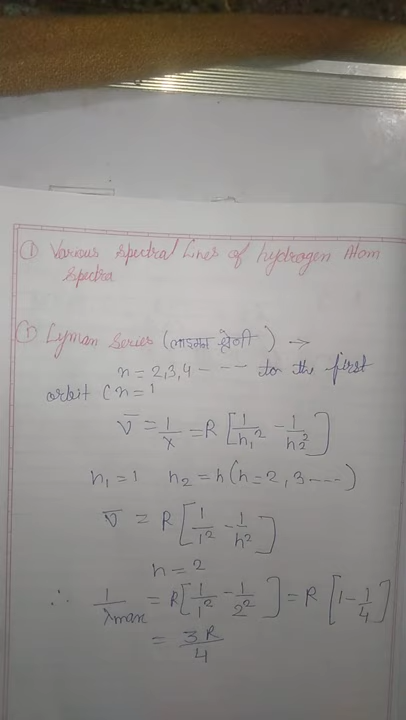 ① Various Spectral Lines of hydrogen Atom
Spectra
① Lyman Series (लाइमन श्रेणी) →
n = 2,3,4 - - --- to the first
orbit (n = 1
ν̅ = 1/λ = R [1/n₁² - 1/n₂²]
n₁ = 1 n₂ = n (n = 2, 3 ----)
ν̅ = R [1/1² - 1/n²]
n = 2
∴ 1/λmax = R [1/1² - 1/2²] = R [1 - 1/4]
= 3R/4